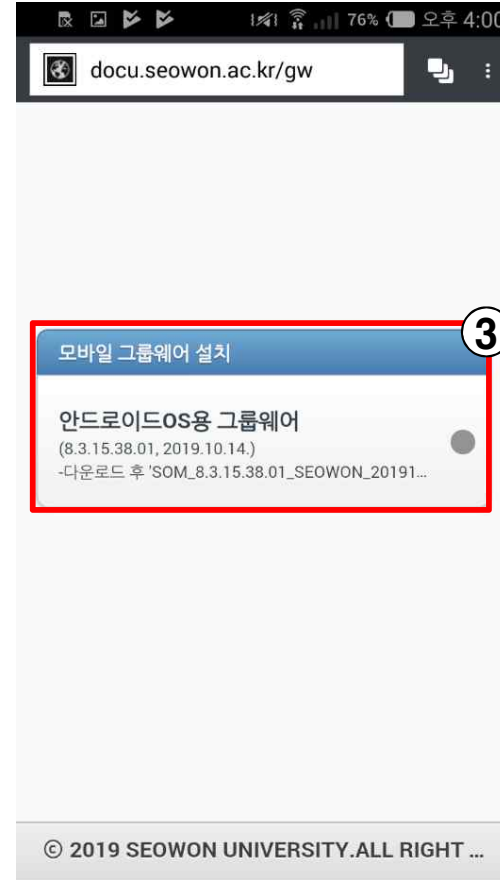 76% 오후 4:00
docu.seowon.ac.kr/gw
3
모바일 그룹웨어 설치
안드로이드OS용 그룹웨어
(8.3.15.38.01, 2019.10.14.)
-다운로드 후 'SOM_8.3.15.38.01_SEOWON_20191...
© 2019 SEOWON UNIVERSITY.ALL RIGHT ...